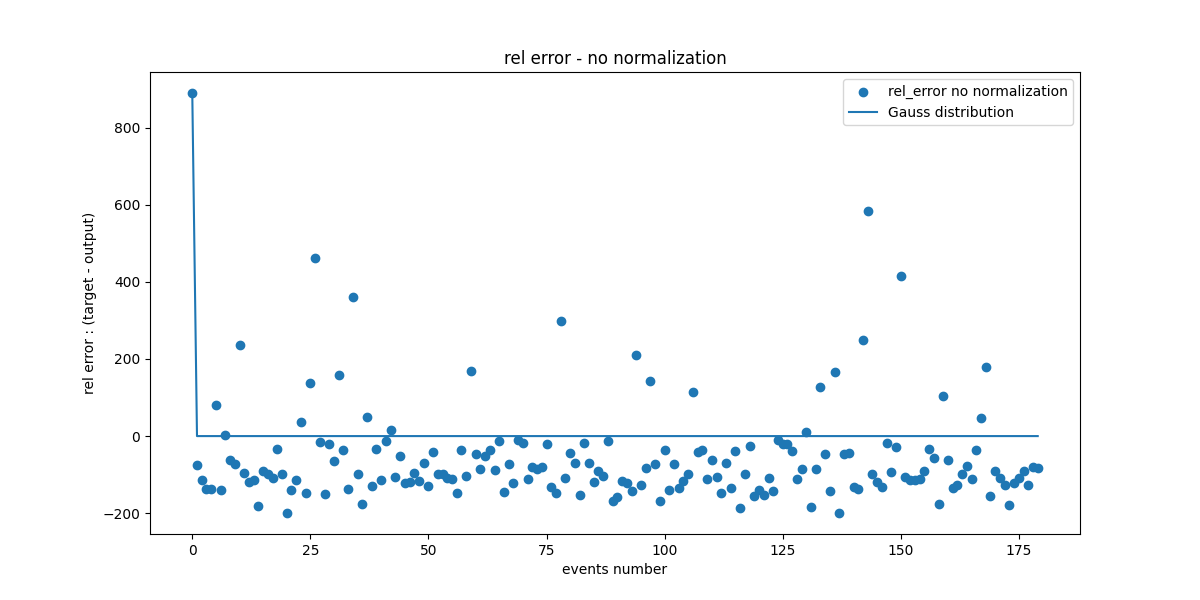 rel error - no normalization
rel_error no normalization
Gauss distribution
800
600
400
200
0
−200
rel error : (target - output)
0 25 50 75 100 125 150 175
events number